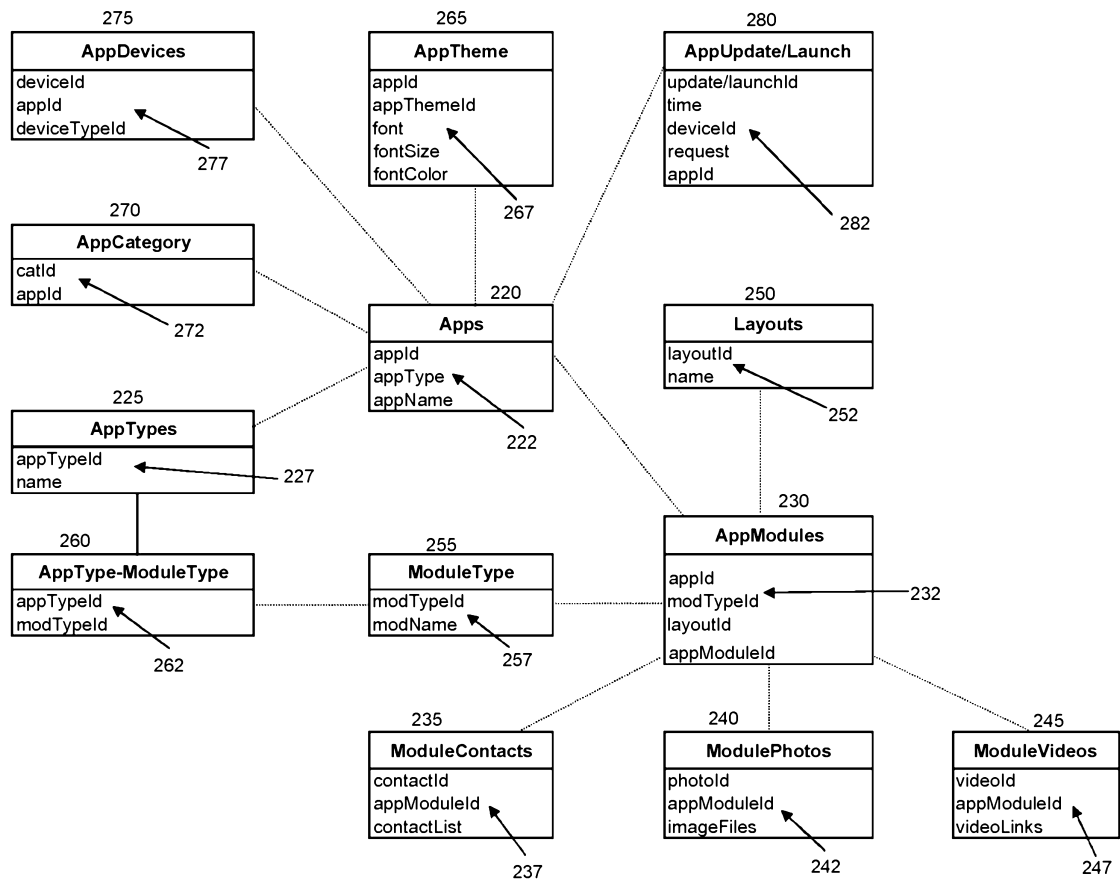 275
AppDevices
deviceId
appId
deviceTypeId
277
265
AppTheme
appId
appThemeId
font
fontSize
fontColor
267
280
AppUpdate/Launch
update/launchId
time
deviceId
request
appId
282
270
AppCategory
catId
appId
272
220
Apps
appId
appType
appName
222
250
Layouts
layoutId
name
252
225
AppTypes
appTypeId
name
227
230
AppModules
appId
modTypeId
layoutId
appModuleId
232
260
AppType-ModuleType
appTypeId
modTypeId
262
255
ModuleType
modTypeId
modName
257
235
ModuleContacts
contactId
appModuleId
contactList
237
240
ModulePhotos
photoId
appModuleId
imageFiles
242
245
ModuleVideos
videoId
appModuleId
videoLinks
247